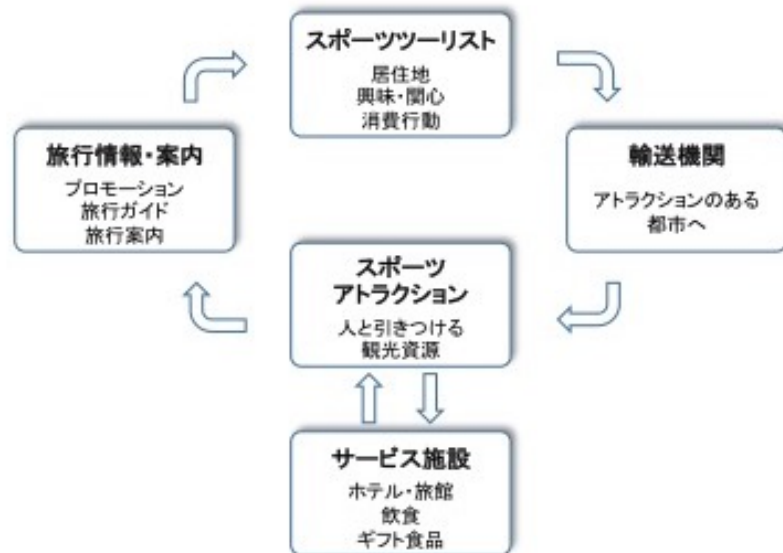 スポーツツーリスト
居住地
興味・関心
消費行動
旅行情報・案内
プロモーション
旅行ガイド
旅行案内
輸送機関
アトラクションのある
都市へ
スポーツ
アトラクション
人と引きつける
観光資源
サービス施設
ホテル・旅館
飲食
ギフト食品